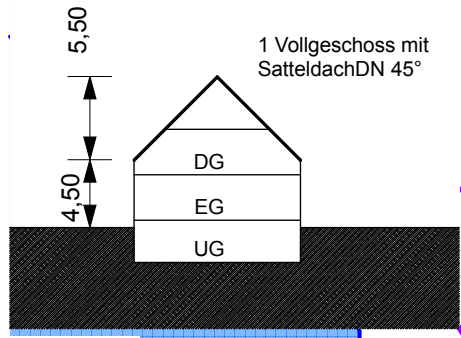 5,50
1 Vollgeschoss mit
SatteldachDN 45°
4,50
DG
EG
UG